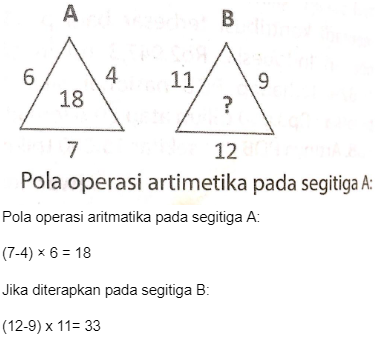 A B
6 4 11 9
18 ?
7 12
Pola operasi artimetika pada segitiga A:
Pola operasi aritmatika pada segitiga A:
(7-4) × 6 = 18
Jika diterapkan pada segitiga B:
(12-9) x 11= 33